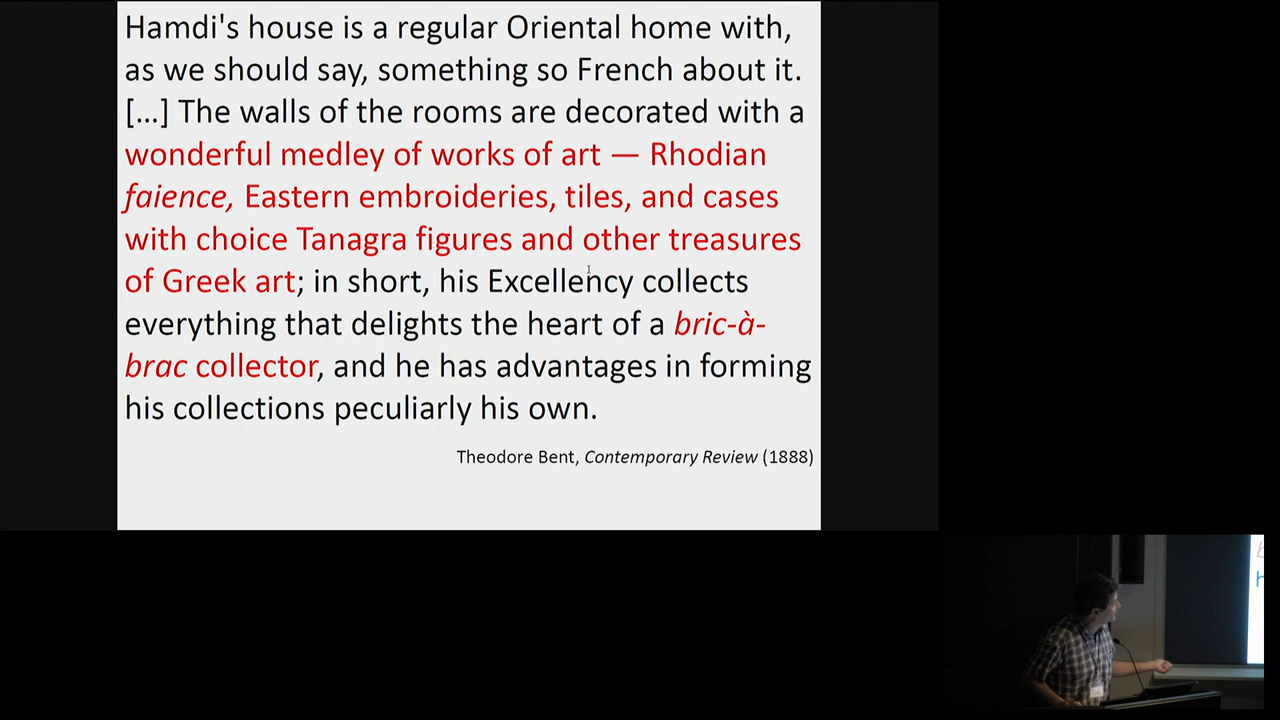 Hamdi's house is a regular Oriental home with,
as we should say, something so French about it.
[...] The walls of the rooms are decorated with a
wonderful medley of works of art — Rhodian
faience, Eastern embroideries, tiles, and cases
with choice Tanagra figures and other treasures
of Greek art; in short, his Excellency collects
everything that delights the heart of a bric-à-
brac collector, and he has advantages in forming
his collections peculiarly his own.
Theodore Bent, Contemporary Review (1888)